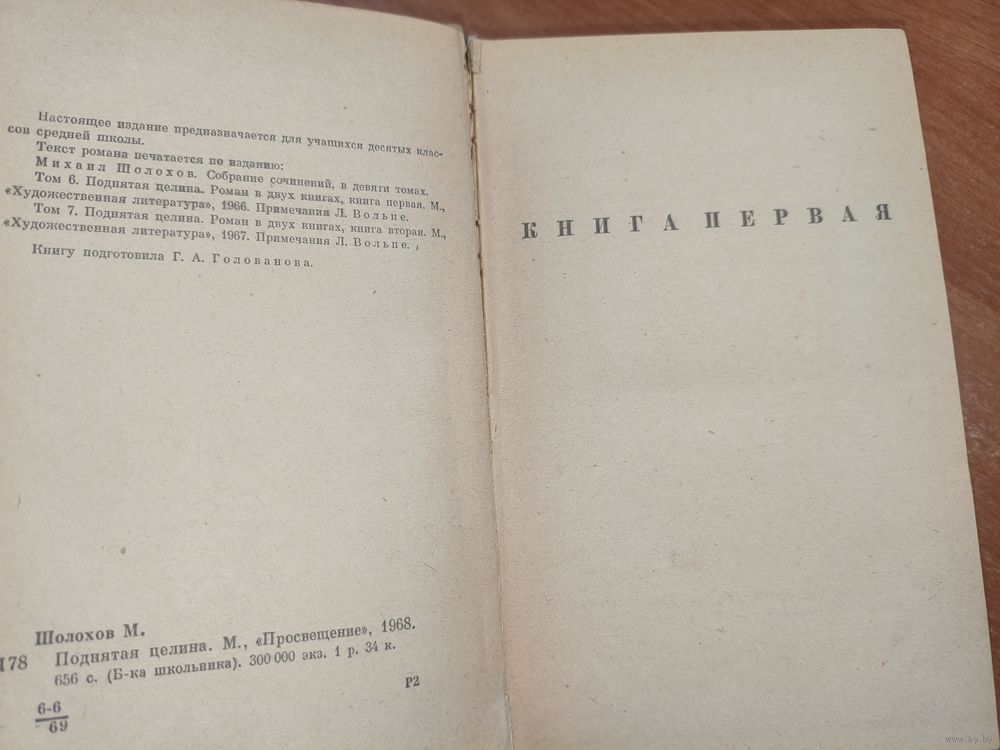 Настоящее издание предназначается для учащихся десятых клас-
сов средней школы.
Текст романа печатается по изданию:
Михаил Шолохов. Собрание сочинений, в девяти томах.
Том 6. Поднятая целина. Роман в двух книгах, книга первая. М.,
«Художественная литература», 1966. Примечания Л. Вольпе.
Том 7. Поднятая целина. Роман в двух книгах, книга вторая. М.,
«Художественная литература», 1967. Примечания Л. Вольпе.
Книгу подготовила Г. А. Голованова.
Шолохов М.
178 Поднятая целина. М., «Просвещение», 1968.
656 с. (Б-ка школьника). 300 000 экз. 1 р. 34 к.
Р2
6-6
69
КНИГА ПЕРВАЯ
www.ay.by